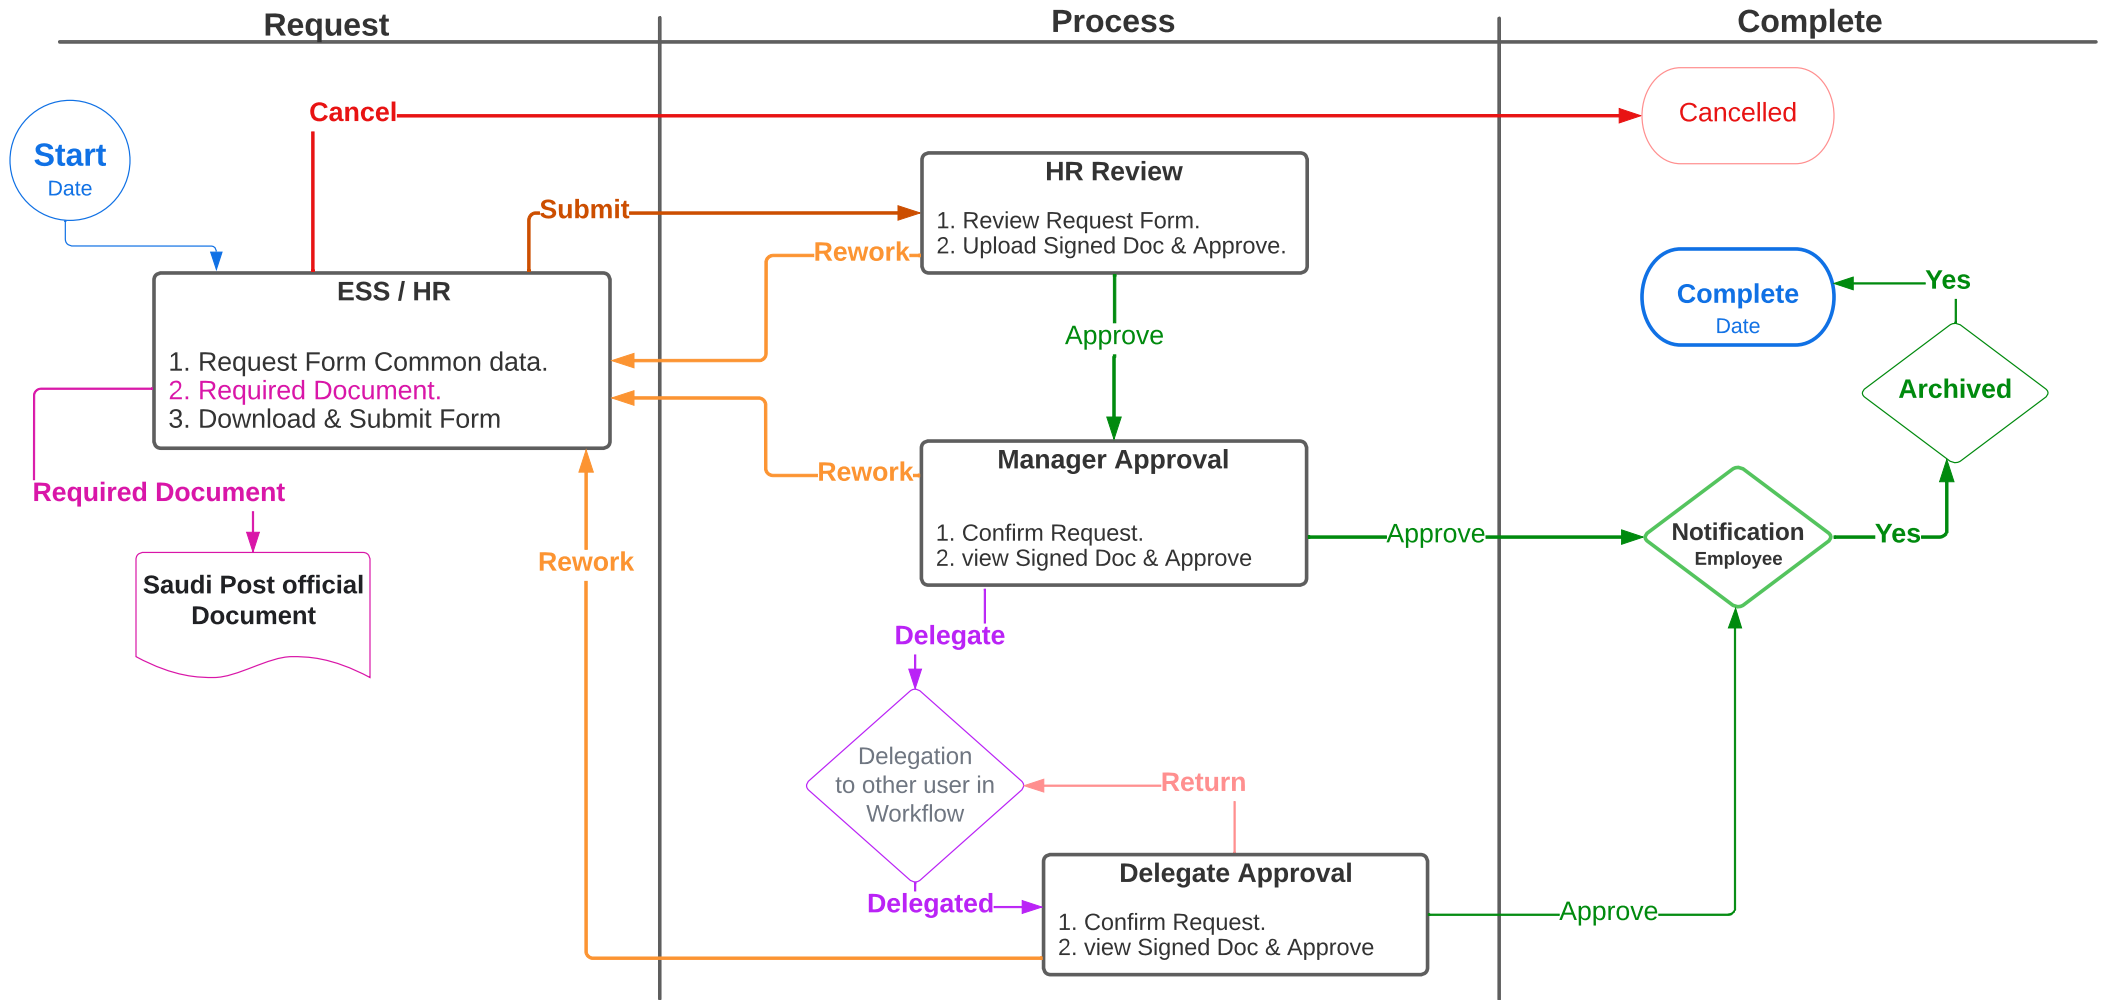 Request
Process
Complete
Cancel
Cancelled
Start
Date
HR Review
1. Review Request Form.
2. Upload Signed Doc & Approve.
Submit
Rework
ESS / HR
1. Request Form Common data.
2. Required Document.
3. Download & Submit Form
Approve
Complete
Date
Yes
Archived
Manager Approval
1. Confirm Request.
2. view Signed Doc & Approve
Rework
Required Document
Saudi Post official
Document
Rework
Approve
Notification
Employee
Yes
Delegate
Delegation
to other user in
Workflow
Return
Delegated
Delegate Approval
1. Confirm Request.
2. view Signed Doc & Approve
Approve